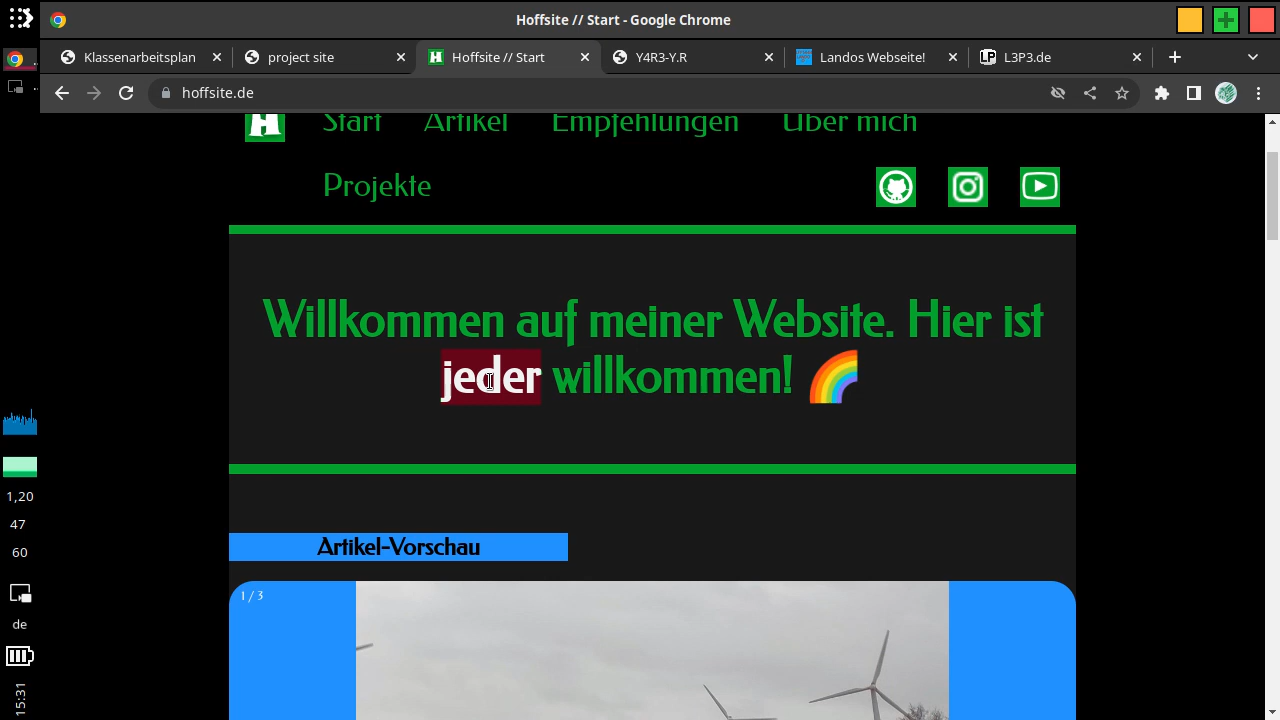 Hoffsite // Start - Google Chrome
Klassenarbeitsplan
project site
Hoffsite // Start
Y4R3-Y.R
Landos Webseite!
L3P3.de
hoffsite.de
H
Start
Artikel
Empfehlungen
Über mich
Projekte
Willkommen auf meiner Website. Hier ist
jeder willkommen! 🌈
Artikel-Vorschau
1 / 3
1,20
47
60
de
15:31